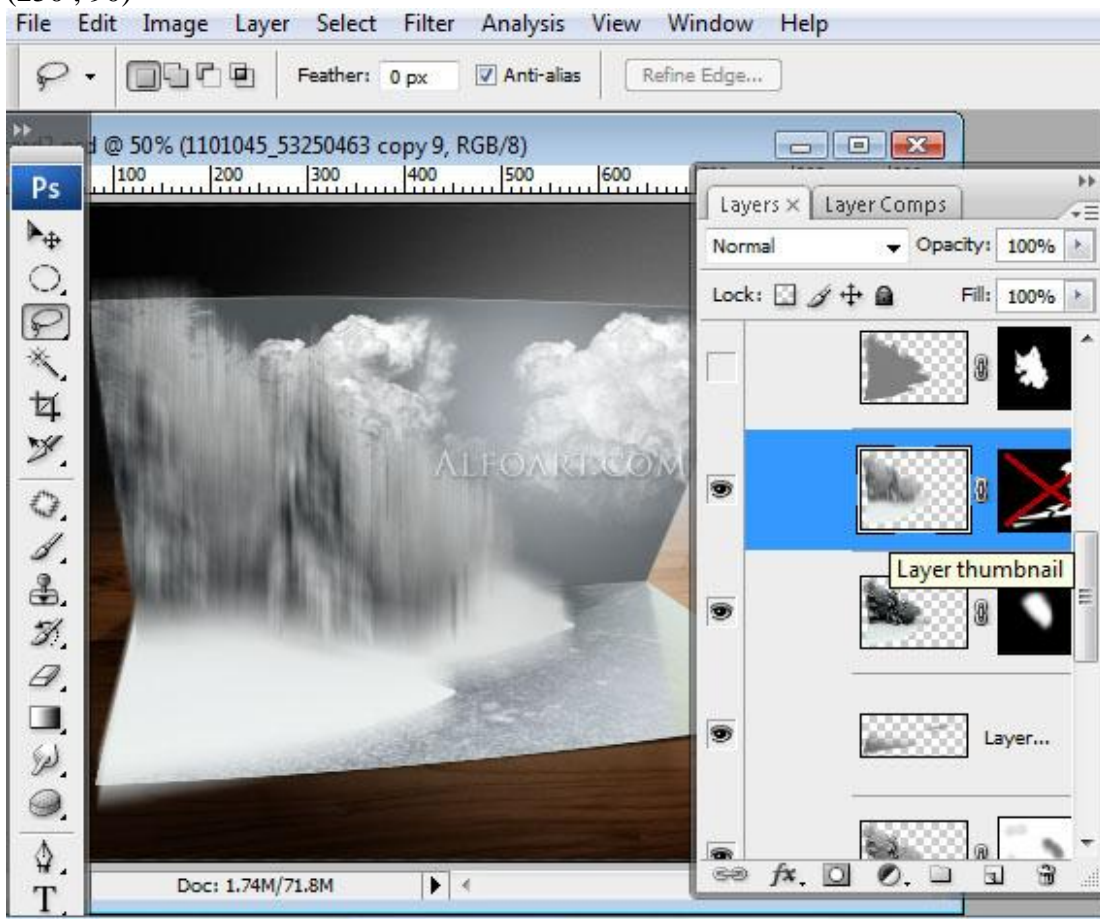 File Edit Image Layer Select Filter Analysis View Window Help
Feather: 0 px Anti-alias Refine Edge...
@ 50% (1101045_53250463 copy 9, RGB/8)
Ps
100 200 300 400 500 600
Layers × Layer Comps
Normal Opacity: 100%
Lock: Fill: 100%
ALFOART.COM
Layer thumbnail
Layer...
Doc: 1.74M/71.8M
fx.
T